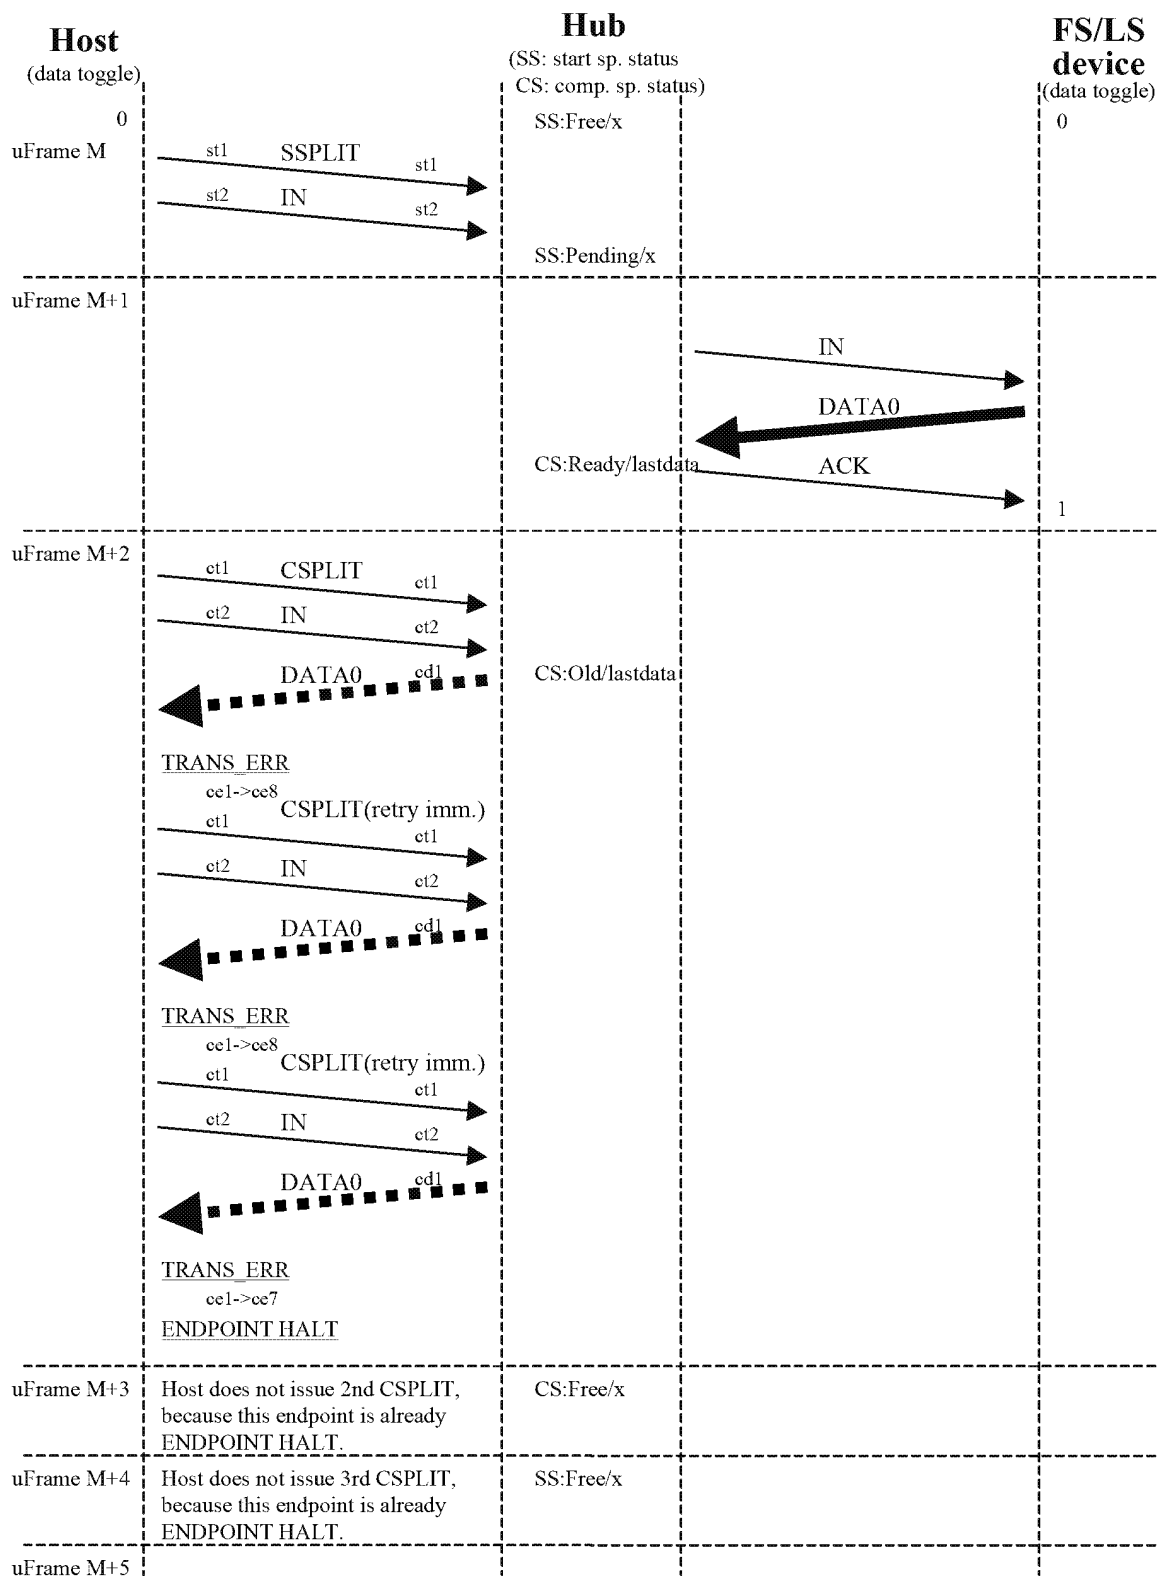 Host
(data toggle)
Hub
(SS: start sp. status
CS: comp. sp. status)
FS/LS
device
(data toggle)
0
SS:Free/x
0
uFrame M
st1
SSPLIT
st1
st2
IN
st2
SS:Pending/x
uFrame M+1
IN
DATA0
CS:Ready/lastdata
ACK
1
uFrame M+2
ct1
CSPLIT
ct1
ct2
IN
ct2
DATA0
cd1
CS:Old/lastdata
TRANS_ERR
ce1->ce8
CSPLIT(retry imm.)
ct1
ct1
ct2
IN
ct2
DATA0
cd1
TRANS_ERR
ce1->ce8
CSPLIT(retry imm.)
ct1
ct1
ct2
IN
ct2
DATA0
cd1
TRANS_ERR
ce1->ce7
ENDPOINT HALT
uFrame M+3
Host does not issue 2nd CSPLIT,
because this endpoint is already
ENDPOINT HALT.
CS:Free/x
uFrame M+4
Host does not issue 3rd CSPLIT,
because this endpoint is already
ENDPOINT HALT.
SS:Free/x
uFrame M+5